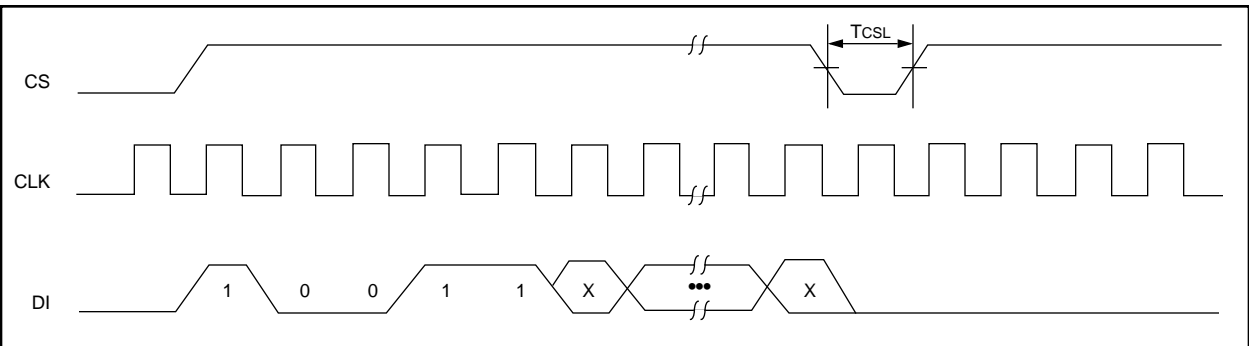 TCSL
CS
CLK
DI
1 0 0 1 1 X ••• X